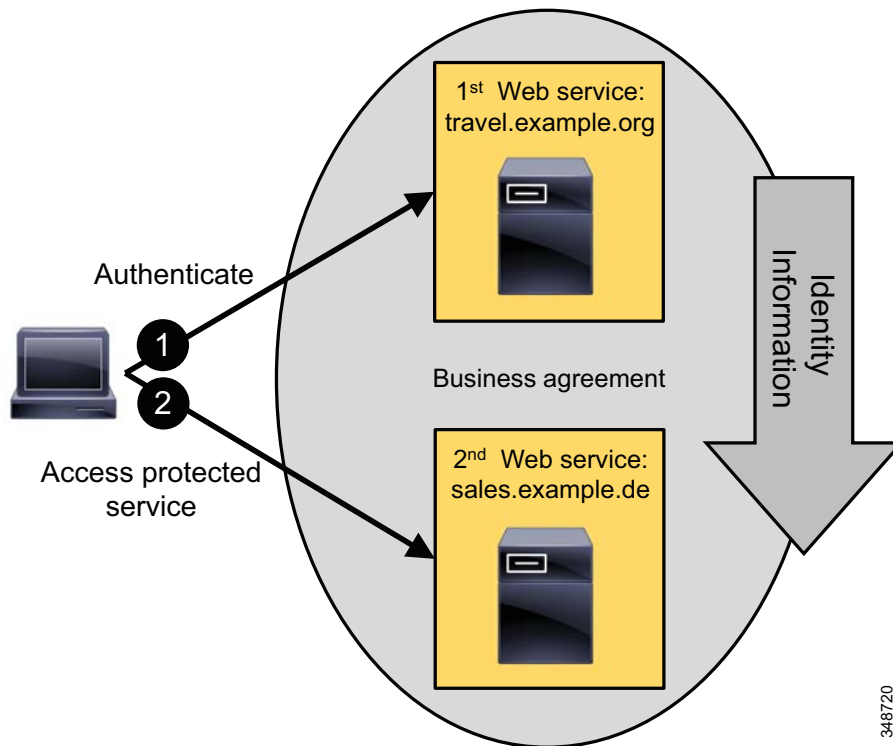 1st Web service:
travel.example.org
Authenticate
1
Identity
Information
Business agreement
2
Access protected
service
2nd Web service:
sales.example.de
348720